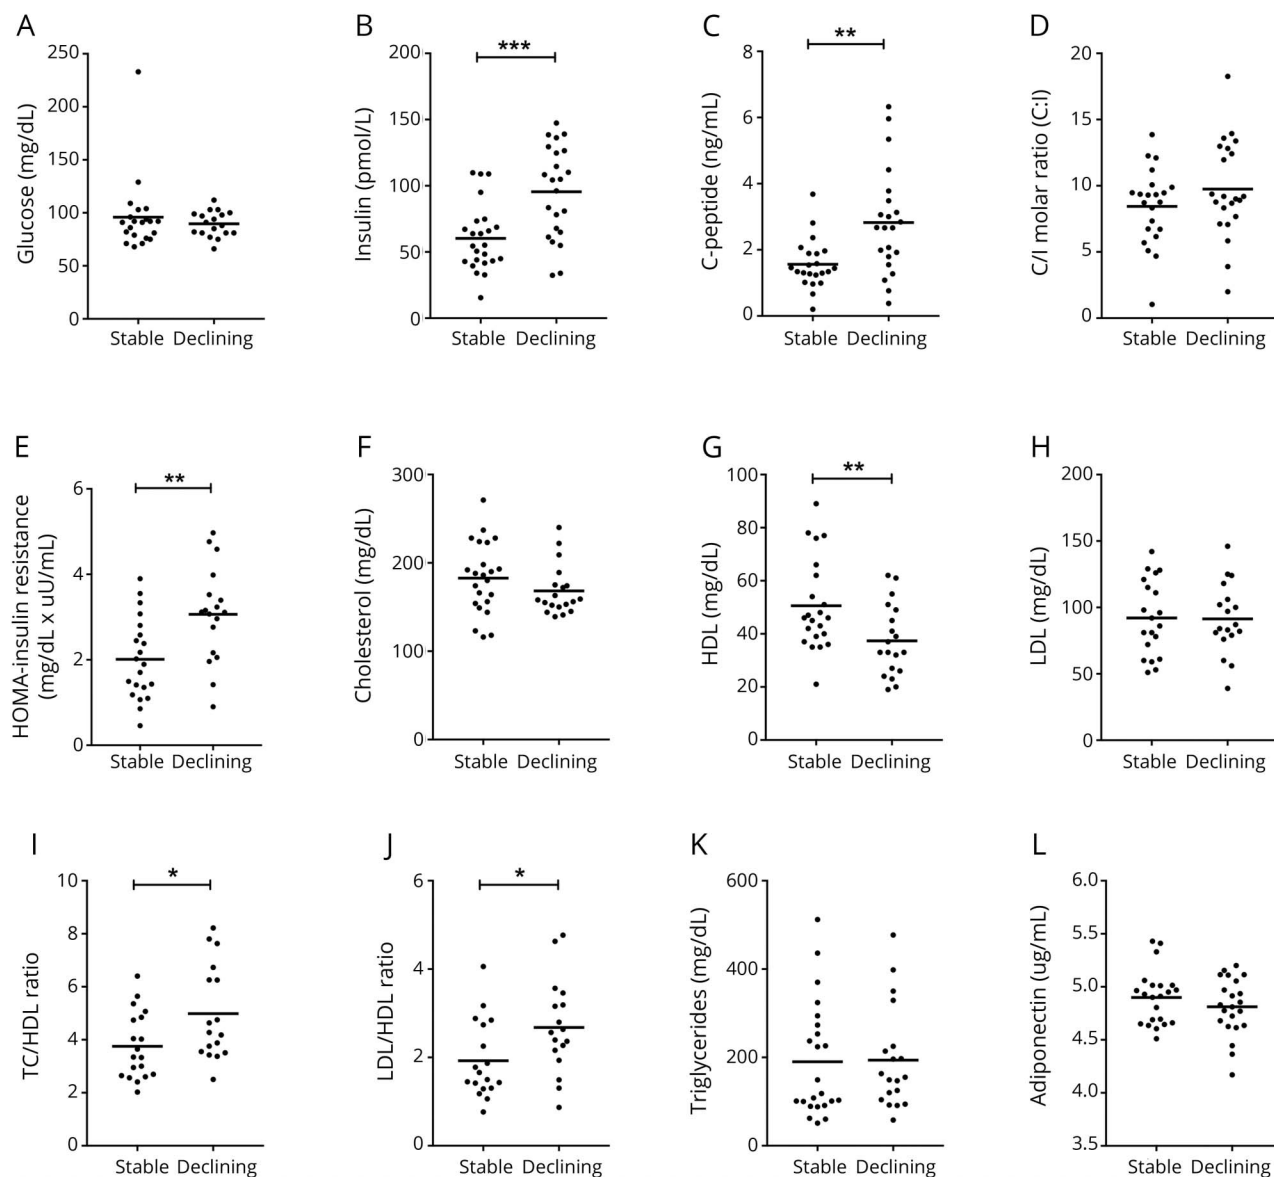 A
Glucose (mg/dL)
250
200
150
100
50
0
Stable Declining
B
Insulin (pmol/L)
200
150
100
50
0
***
Stable Declining
C
C-peptide (ng/mL)
8
6
4
2
0
**
Stable Declining
D
C/I molar ratio (C:I)
20
15
10
5
0
Stable Declining
E
HOMA-insulin resistance
(mg/dL x uU/mL)
6
4
2
0
**
Stable Declining
F
Cholesterol (mg/dL)
300
200
100
0
Stable Declining
G
HDL (mg/dL)
100
80
60
40
20
0
**
Stable Declining
H
LDL (mg/dL)
200
150
100
50
0
Stable Declining
I
TC/HDL ratio
10
8
6
4
2
0
*
Stable Declining
J
LDL/HDL ratio
6
4
2
0
*
Stable Declining
K
Triglycerides (mg/dL)
600
400
200
0
Stable Declining
L
Adiponectin (ug/mL)
6.0
5.5
5.0
4.5
4.0
3.5
Stable Declining